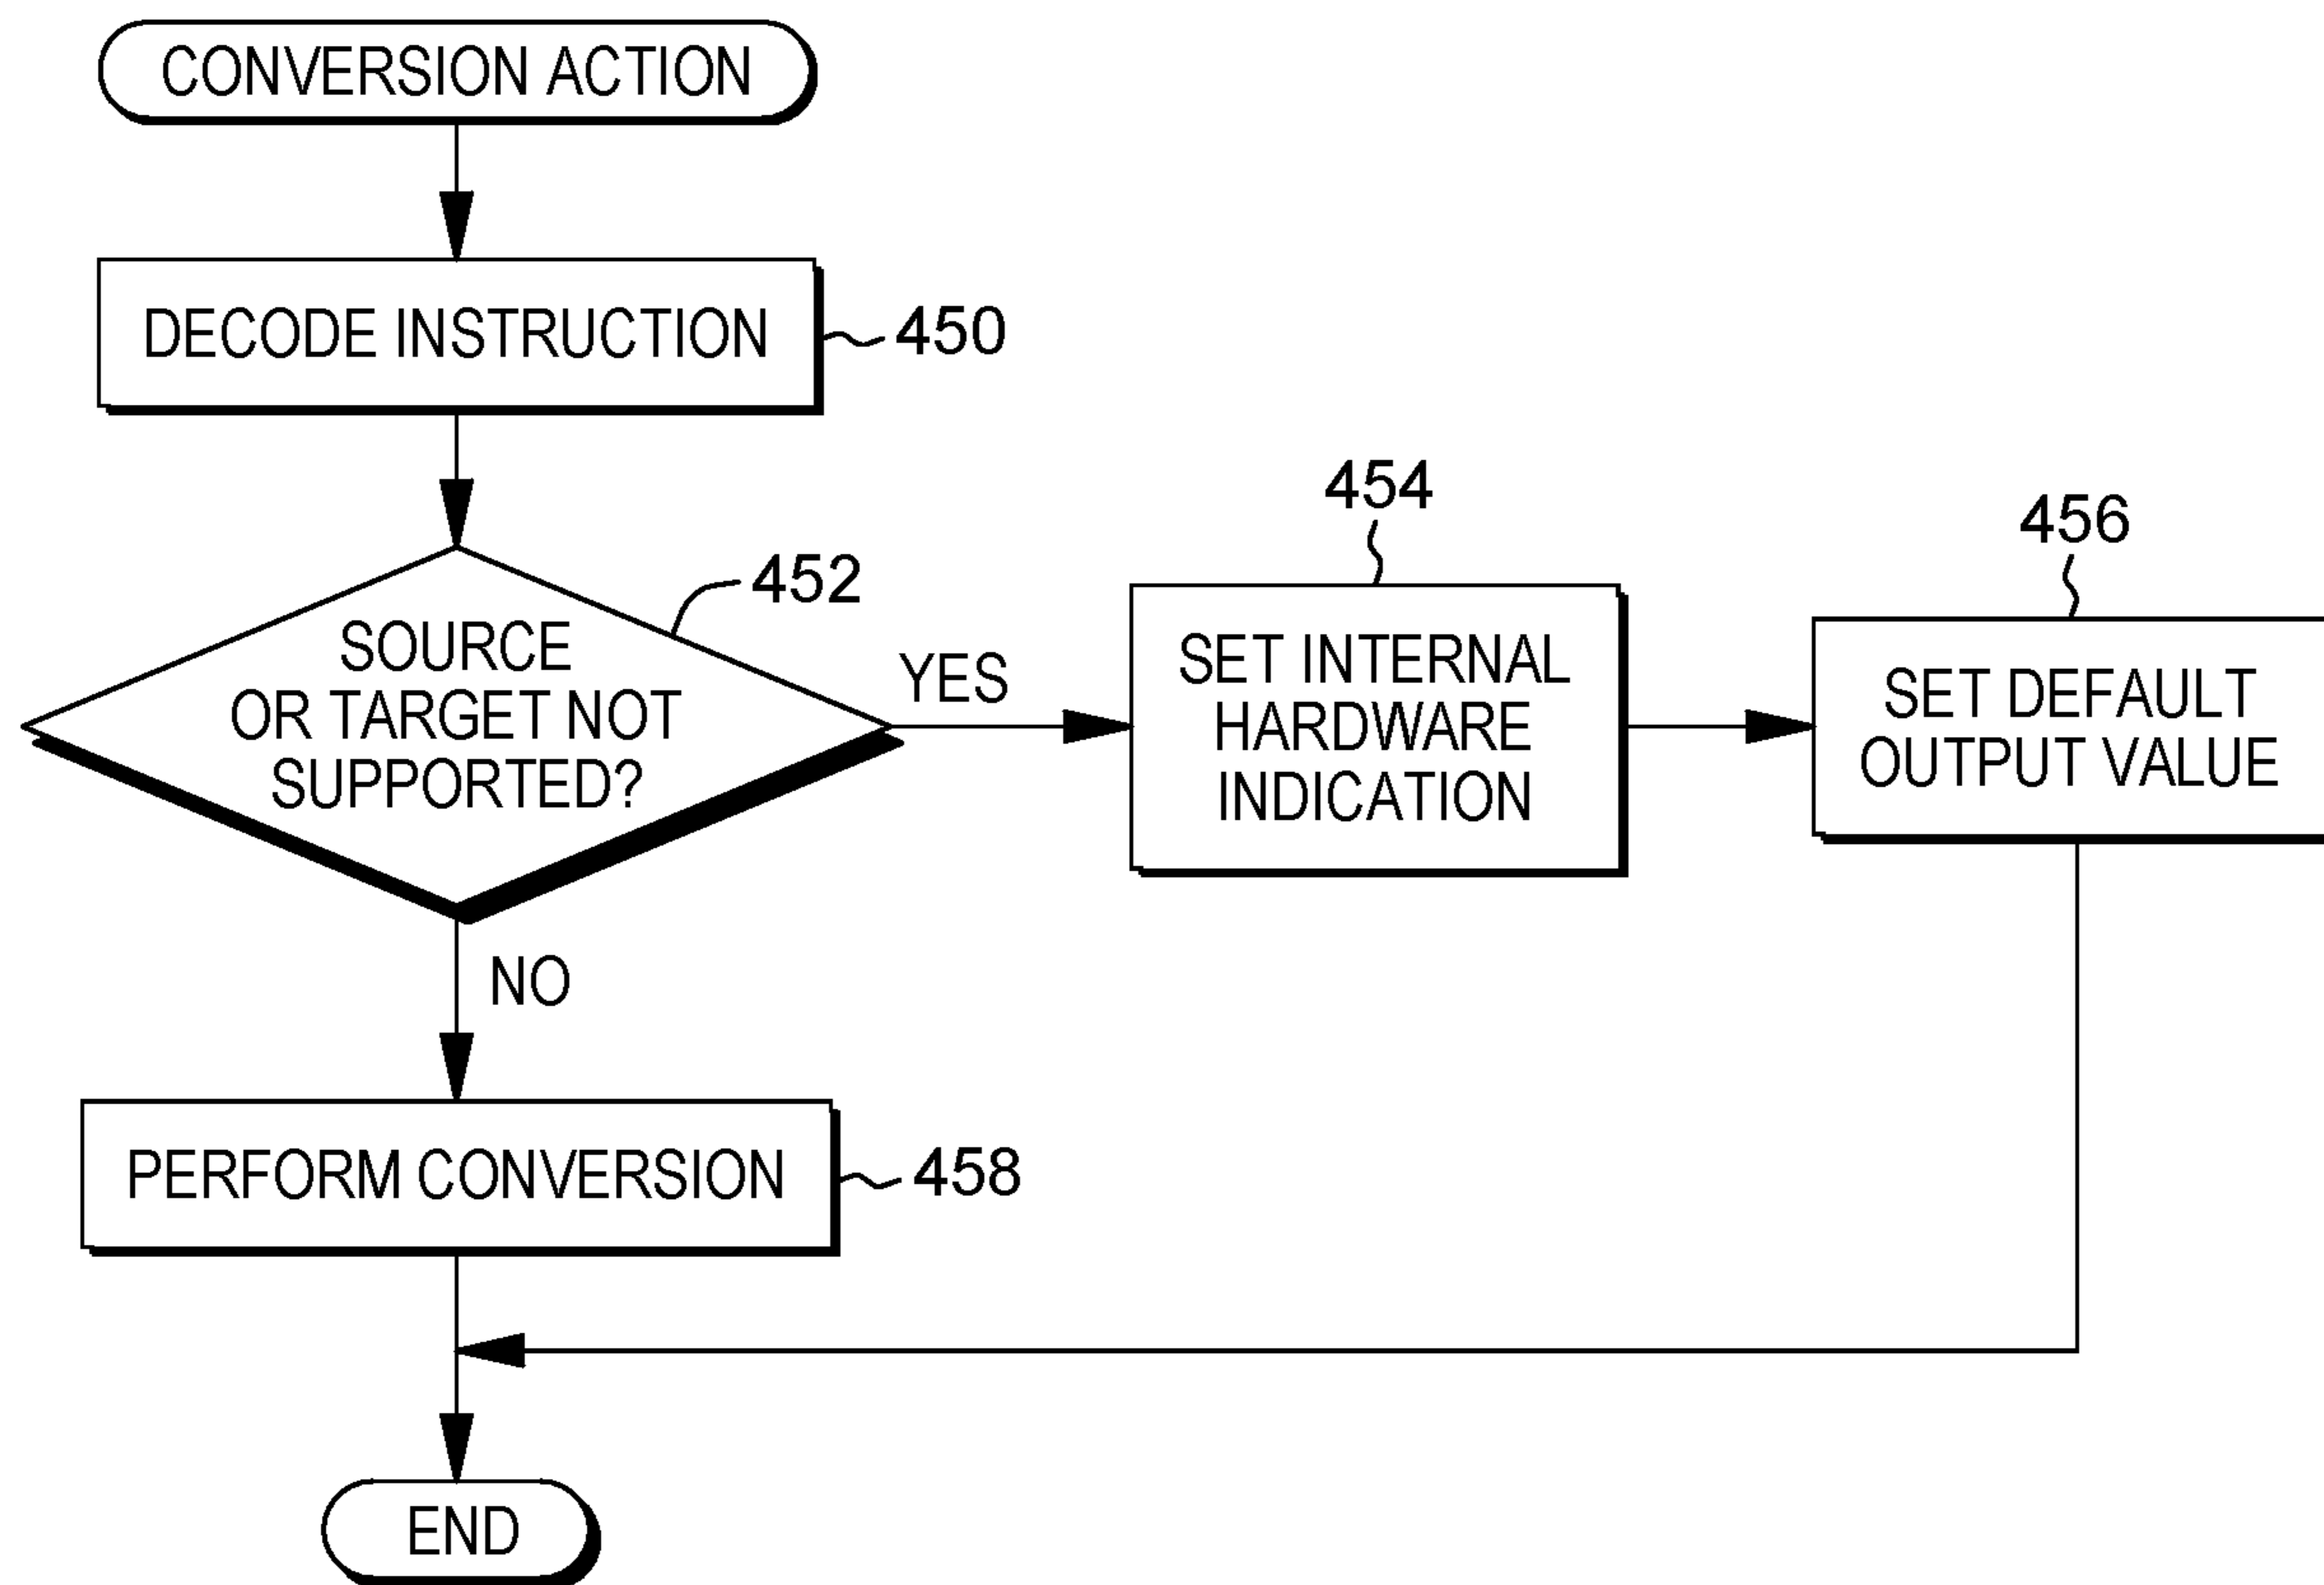 CONVERSION ACTION
DECODE INSTRUCTION
450
SOURCE
OR TARGET NOT
SUPPORTED?
452
YES
454
SET INTERNAL
HARDWARE
INDICATION
456
SET DEFAULT
OUTPUT VALUE
NO
PERFORM CONVERSION
458
END